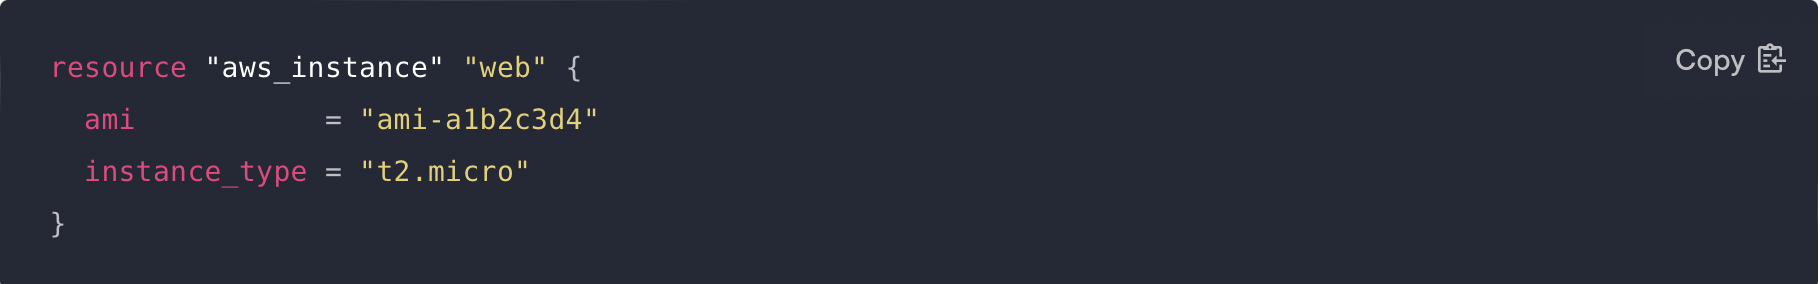 resource "aws_instance" "web" {
Copy
  ami           = "ami-a1b2c3d4"
  instance_type = "t2.micro"
}